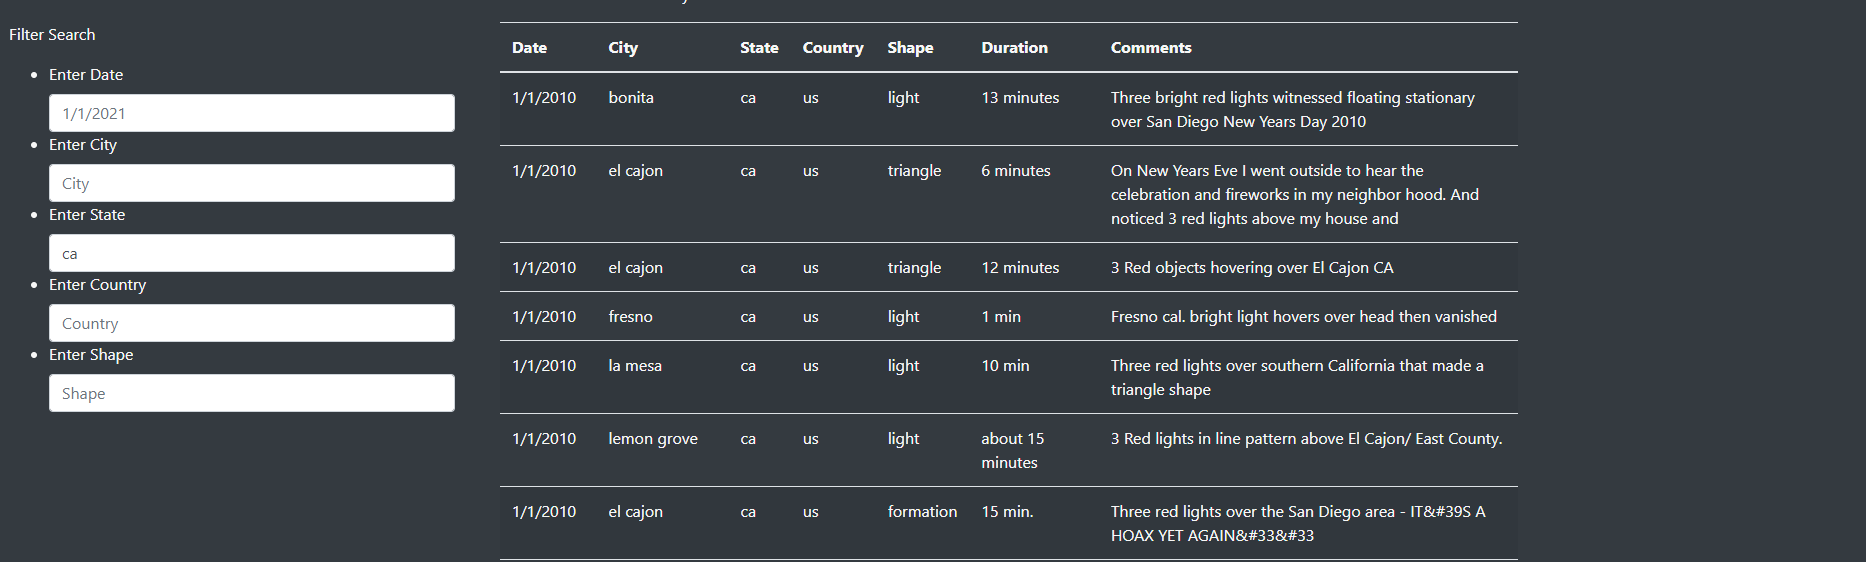 Filter Search
Enter Date
1/1/2021
Enter City
City
Enter State
ca
Enter Country
Country
Enter Shape
Shape
Date City State Country Shape Duration Comments
1/1/2010 bonita ca us light 13 minutes Three bright red lights witnessed floating stationary
over San Diego New Years Day 2010
1/1/2010 el cajon ca us triangle 6 minutes On New Years Eve I went outside to hear the
celebration and fireworks in my neighbor hood. And
noticed 3 red lights above my house and
1/1/2010 el cajon ca us triangle 12 minutes 3 Red objects hovering over El Cajon CA
1/1/2010 fresno ca us light 1 min Fresno cal. bright light hovers over head then vanished
1/1/2010 la mesa ca us light 10 min Three red lights over southern California that made a
triangle shape
1/1/2010 lemon grove ca us light about 15 3 Red lights in line pattern above El Cajon/ East County.
minutes
1/1/2010 el cajon ca us formation 15 min. Three red lights over the San Diego area - IT&#39S A
HOAX YET AGAIN&#33&#33